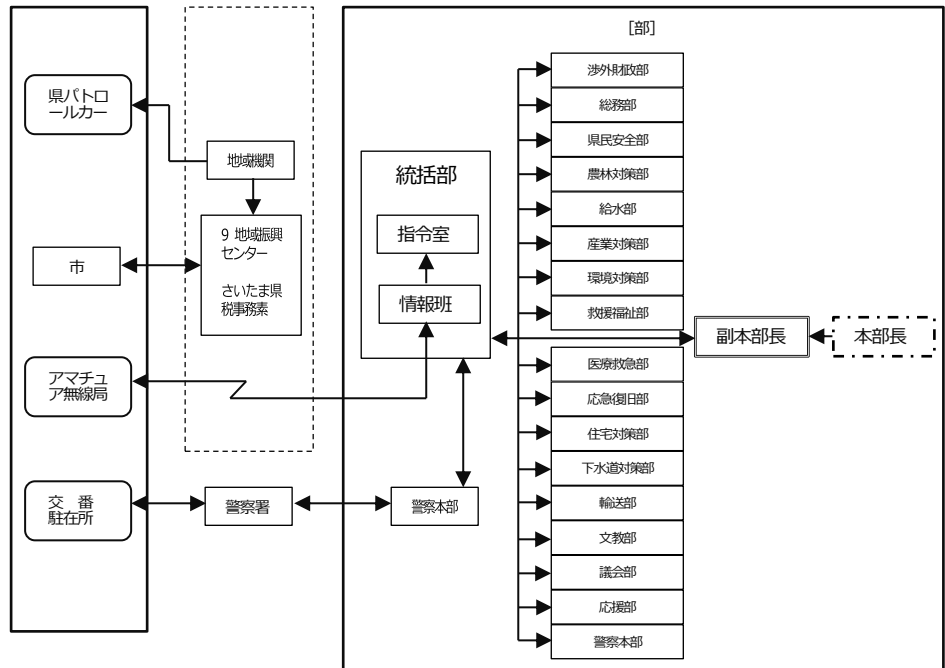 県パトロ
ールカー
市
アマチュ
ア無線局
交　番
駐在所
地域機関
9 地域振興
センター
さいたま県
税事務素
警察署
統括部
指令室
情報班
警察本部
[部]
渉外財政部
総務部
県民安全部
農林対策部
給水部
産業対策部
環境対策部
救援福祉部
医療救急部
応急復旧部
住宅対策部
下水道対策部
輸送部
文教部
議会部
応援部
警察本部
副本部長
本部長